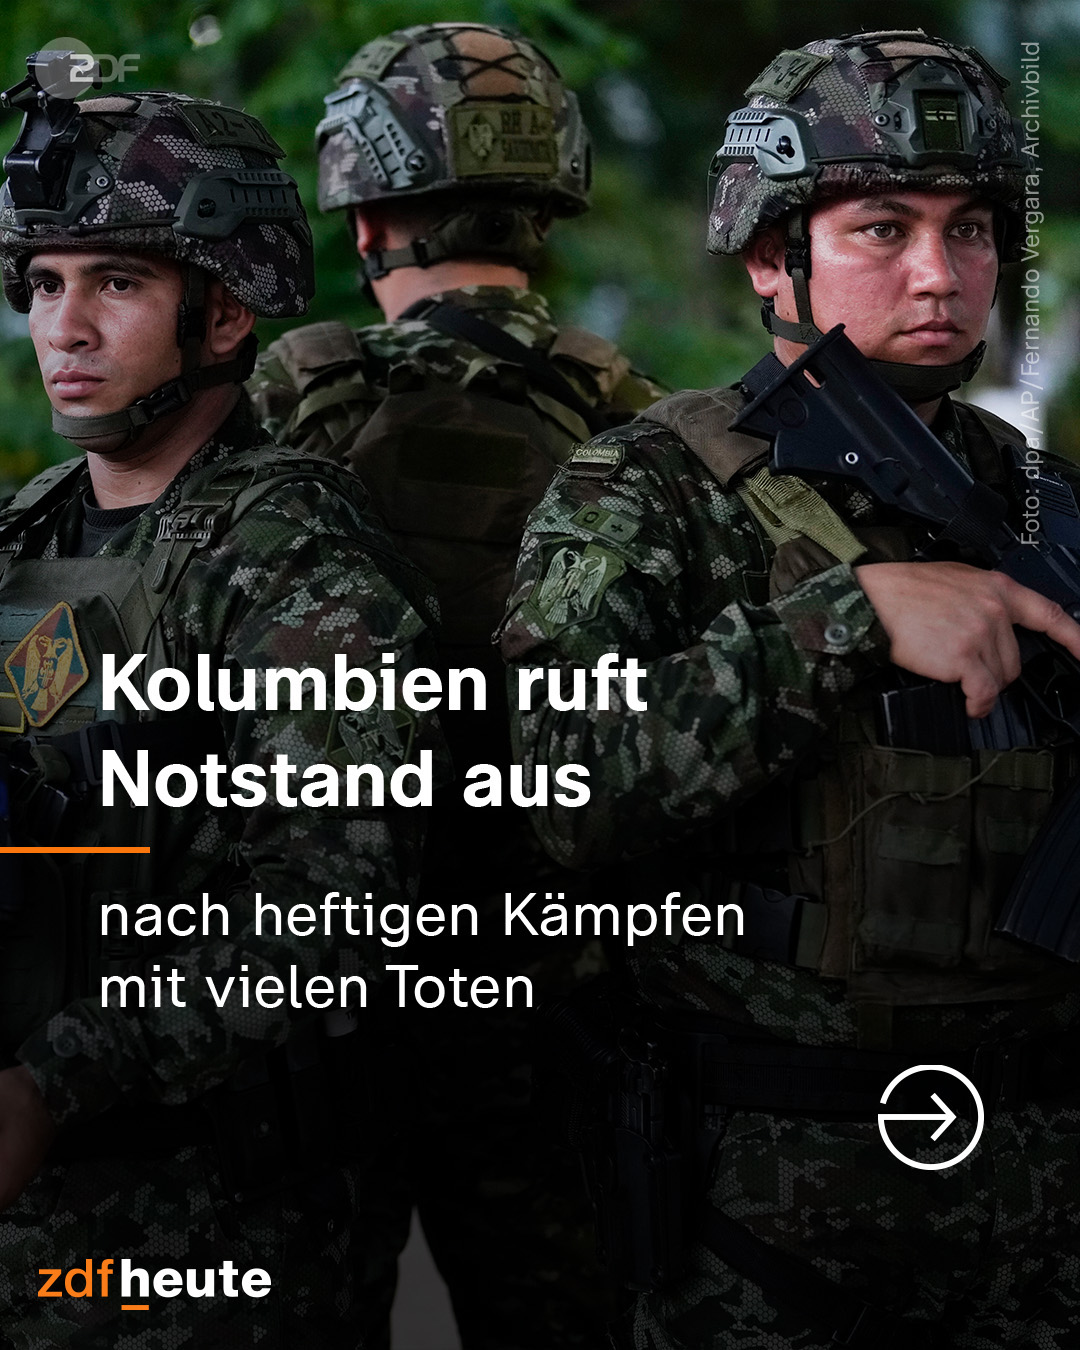 ZDF
Foto: dpa/AP/Fernando Vergara, Archivbild
COLOMBIA
O +
Kolumbien ruft
Notstand aus
nach heftigen Kämpfen
mit vielen Toten
zdfheute